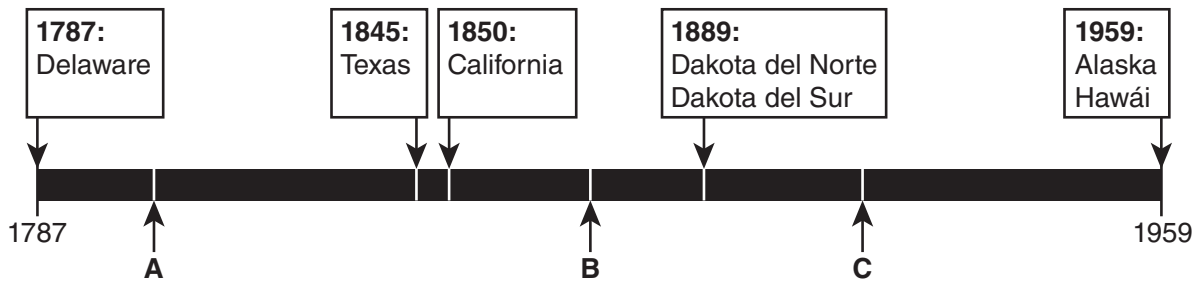 1787:
Delaware
1845:
Texas
1850:
California
1889:
Dakota del Norte
Dakota del Sur
1959:
Alaska
Hawái
1787
1959
A
B
C